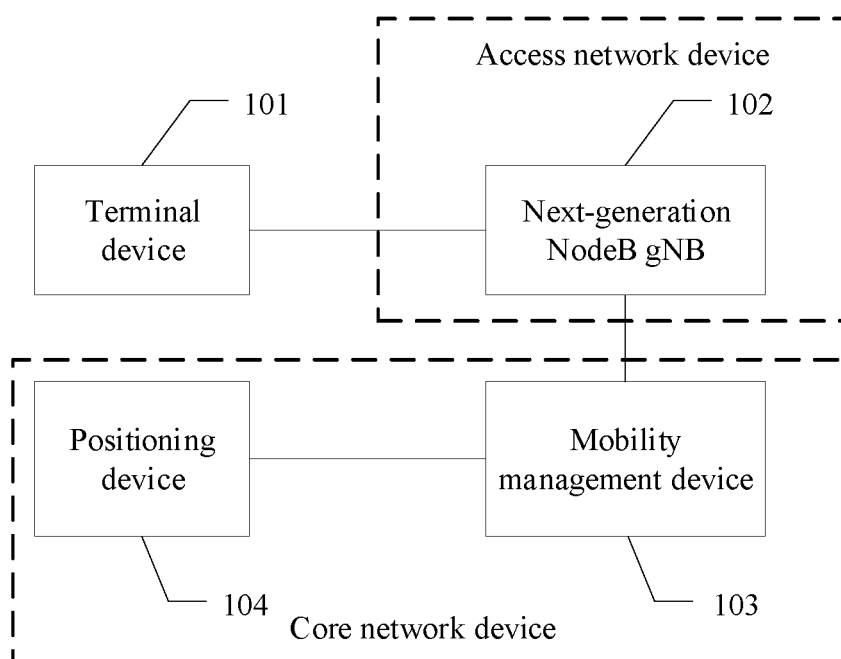 Access network device
101
102
Terminal
device
Next-generation
NodeB gNB
Positioning
device
Mobility
management device
104
103
Core network device